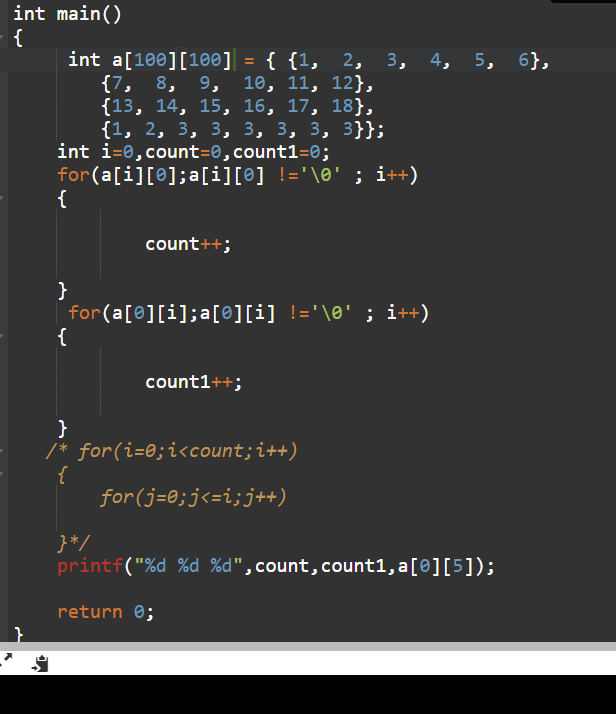 int main()
{
int a[100][100] = { {1, 2, 3, 4, 5, 6},
{7, 8, 9, 10, 11, 12},
{13, 14, 15, 16, 17, 18},
{1, 2, 3, 3, 3, 3, 3, 3}};
int i=0,count=0,count1=0;
for(a[i][0];a[i][0] !='\0' ; i++)
{
count++;
}
for(a[0][i];a[0][i] !='\0' ; i++)
{
count1++;
}
/* for(i=0;i<count;i++)
{
for(j=0;j<=i;j++)
}*/
printf("%d %d %d",count,count1,a[0][5]);
return 0;
}